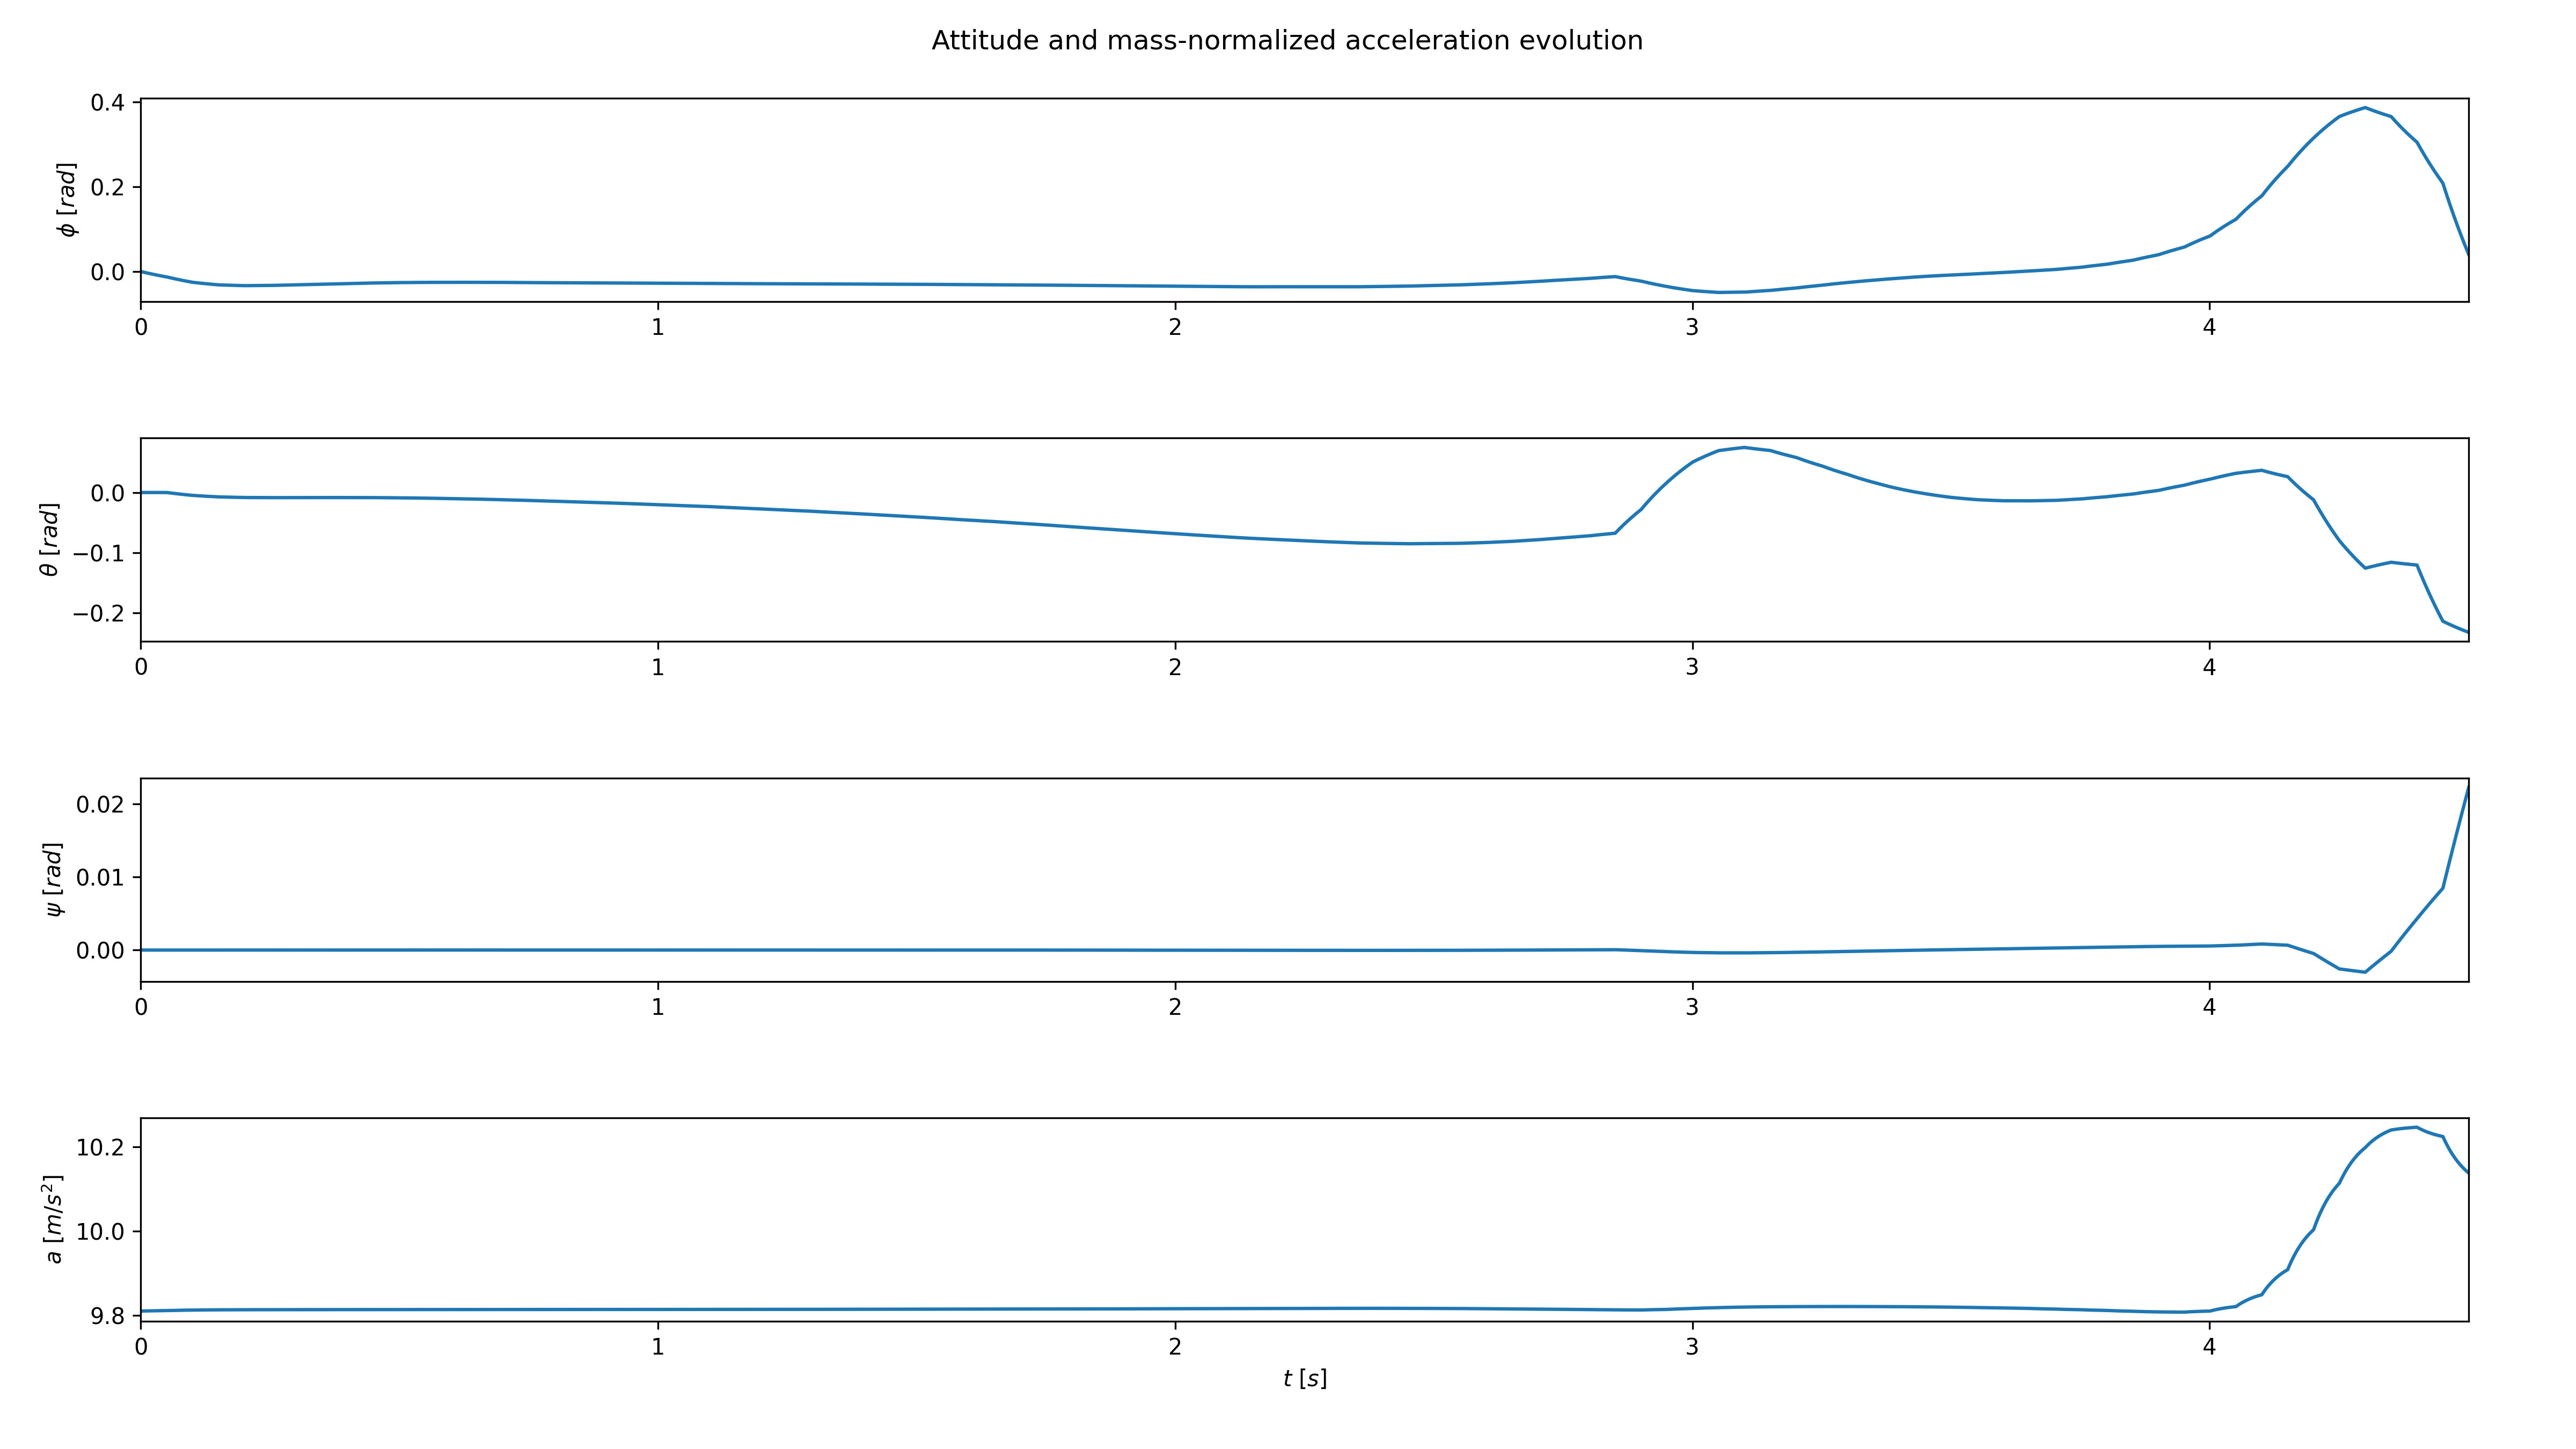 Attitude and mass-normalized acceleration evolution
0.4
0.2
0.0
ϕ [rad]
0 1 2 3 4
0.0
−0.1
−0.2
θ [rad]
0 1 2 3 4
0.02
0.01
0.00
ψ [rad]
0 1 2 3 4
10.2
10.0
9.8
a [m/s²]
0 1 2 3 4
t [s]